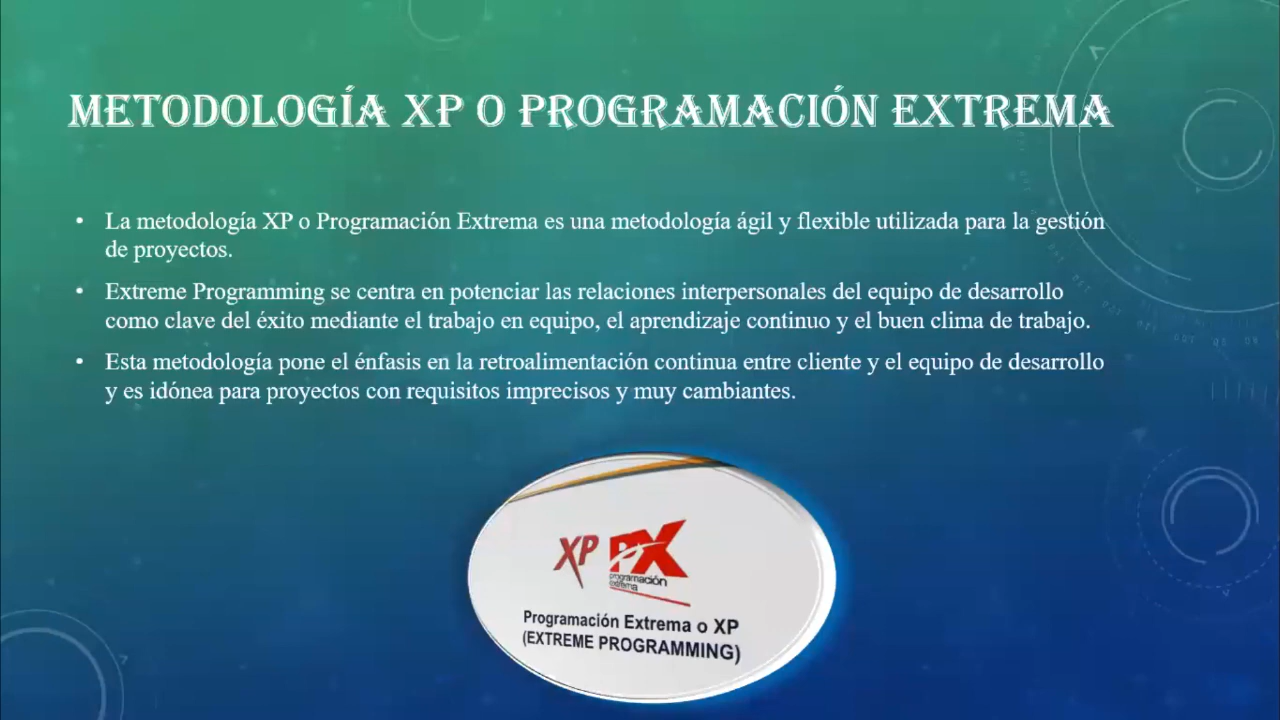 METODOLOGÍA XP O PROGRAMACIÓN EXTREMA
• La metodología XP o Programación Extrema es una metodología ágil y flexible utilizada para la gestión
de proyectos.
• Extreme Programming se centra en potenciar las relaciones interpersonales del equipo de desarrollo
como clave del éxito mediante el trabajo en equipo, el aprendizaje continuo y el buen clima de trabajo.
• Esta metodología pone el énfasis en la retroalimentación continua entre cliente y el equipo de desarrollo
y es idónea para proyectos con requisitos imprecisos y muy cambiantes.
XP PX
programación
extrema
Programación Extrema o XP
(EXTREME PROGRAMMING)